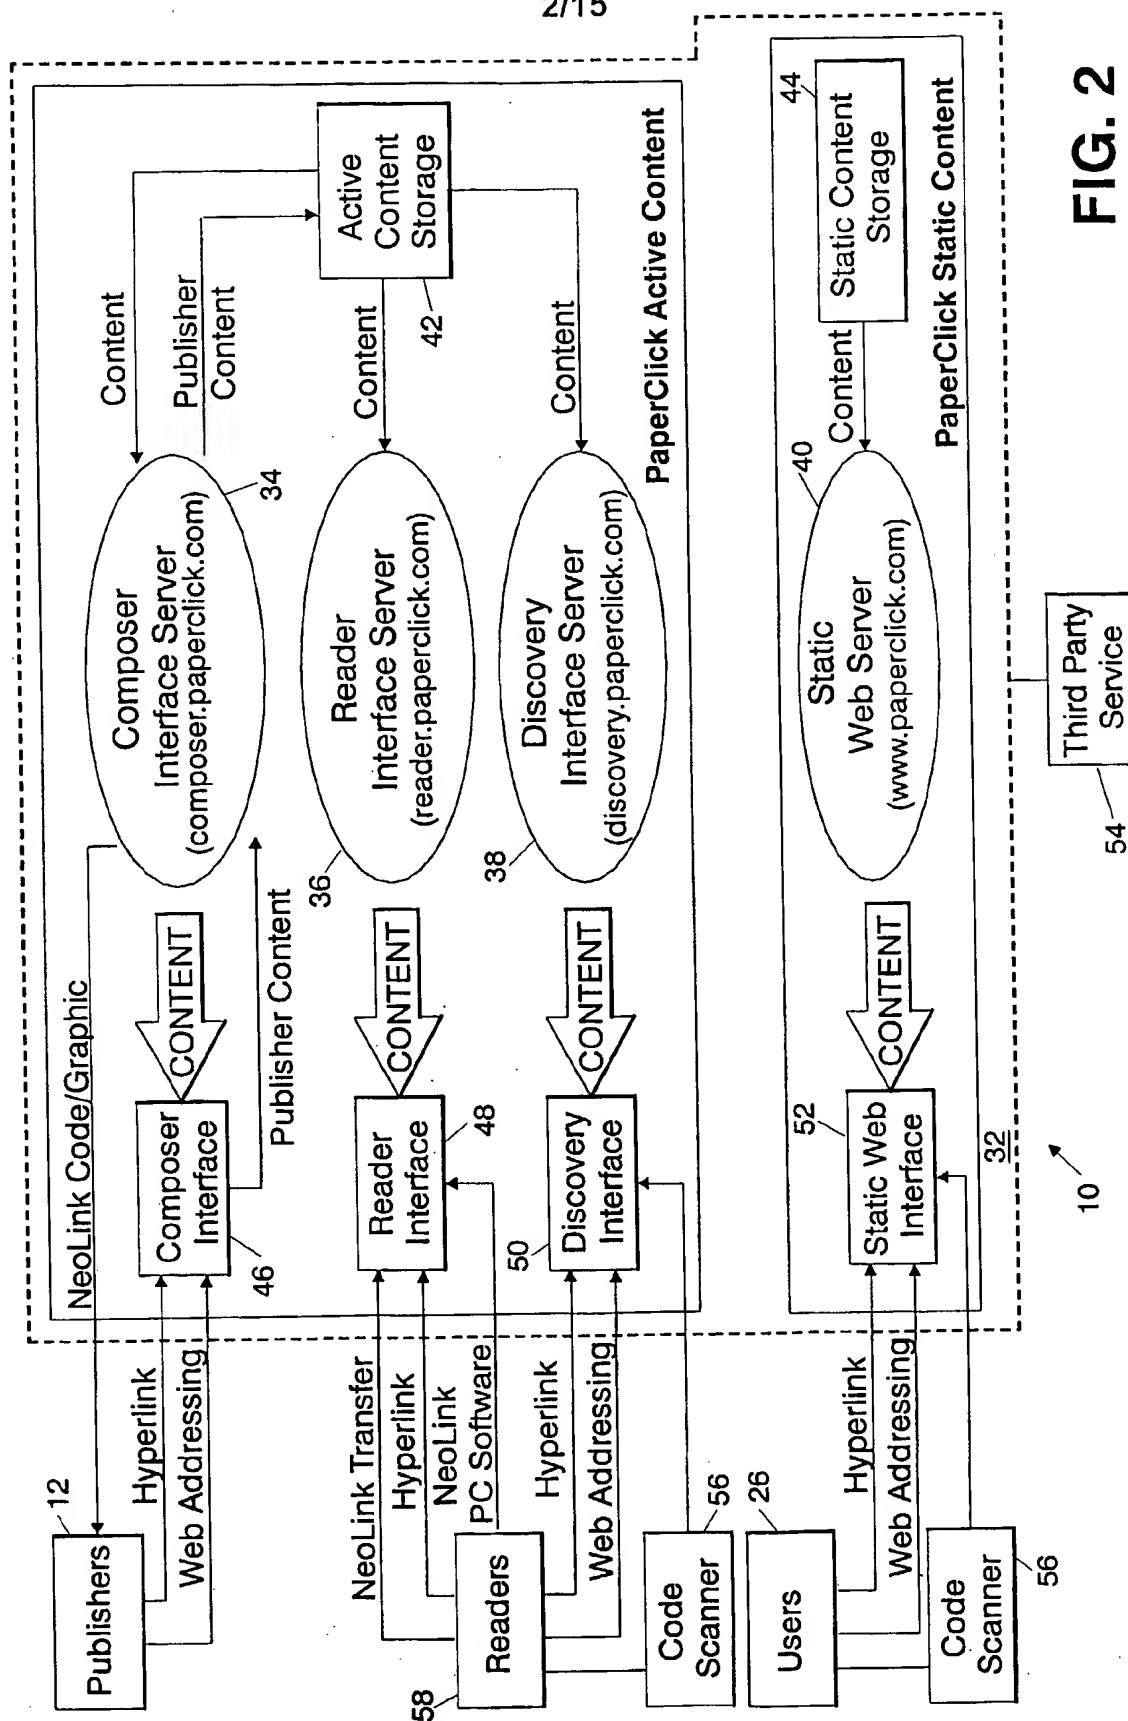 2/15
Publishers
12
Hyperlink
Web Addressing
NeoLink Code/Graphic
Composer
Interface
46
Publisher Content
CONTENT
Composer
Interface Server
(composer.paperclick.com)
34
Content
Publisher
Content
Active
Content
Storage
42
Readers
58
NeoLink Transfer
Hyperlink
NeoLink
PC Software
Reader
Interface
48
CONTENT
Reader
Interface Server
(reader.paperclick.com)
36
Content
Hyperlink
Web Addressing
Code
Scanner
56
Discovery
Interface
50
CONTENT
Discovery
Interface Server
(discovery.paperclick.com)
38
Content
PaperClick Active Content
Users
26
Hyperlink
Web Addressing
Code
Scanner
56
Static Web
Interface
52
CONTENT
Static
Web Server
(www.paperclick.com)
40
Content
Static Content
Storage
44
PaperClick Static Content
32
10
Third Party
Service
54
FIG. 2